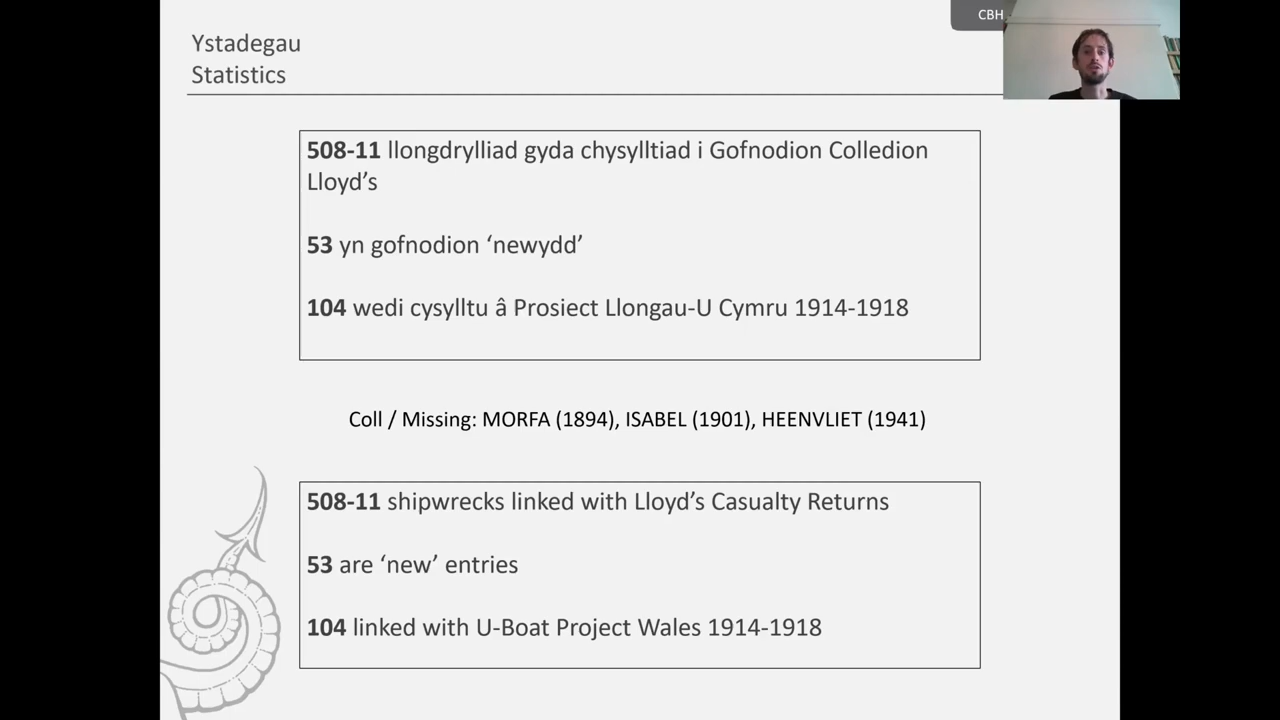 Ystadegau
Statistics
CBH
508-11 llongdrylliad gyda chysylltiad i Gofnodion Colledion
Lloyd’s
53 yn gofnodion ‘newydd’
104 wedi cysylltu â Prosiect Llongau-U Cymru 1914-1918
Coll / Missing: MORFA (1894), ISABEL (1901), HEENVLIET (1941)
508-11 shipwrecks linked with Lloyd’s Casualty Returns
53 are ‘new’ entries
104 linked with U-Boat Project Wales 1914-1918